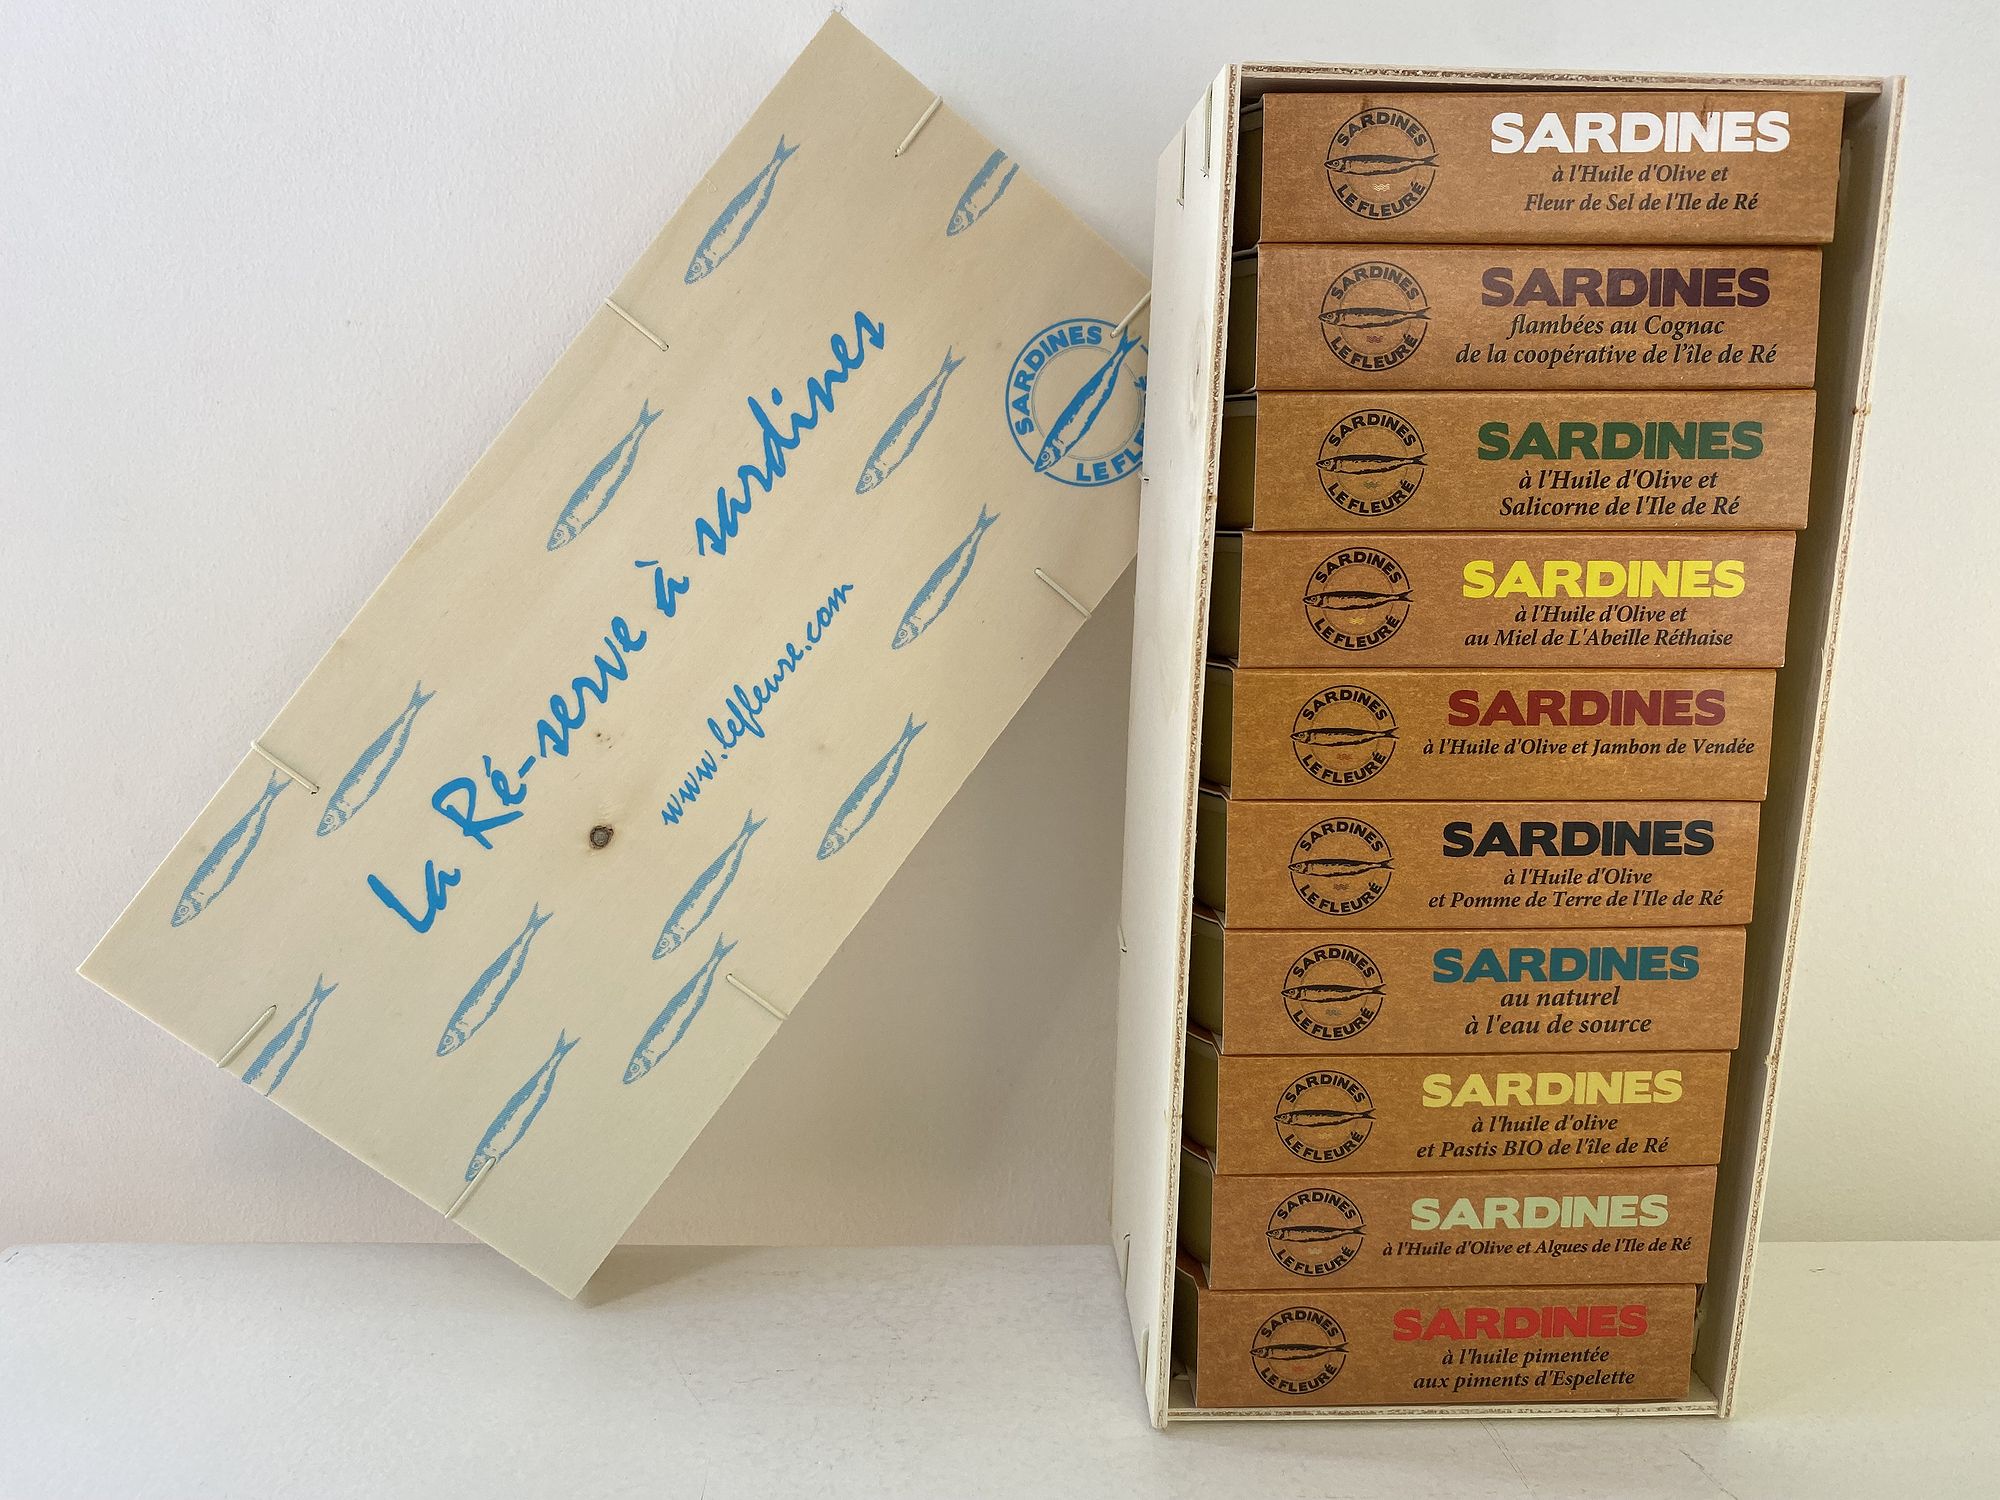 La Ré-serve à sardines
www.lefleure.com
SARDINES
LE FLEU
SARDINES
LE FLEURÉ
SARDINES
à l'Huile d'Olive et
Fleur de Sel de l'Ile de Ré
SARDINES
LE FLEURÉ
SARDINES
flambées au Cognac
de la coopérative de l'île de Ré
SARDINES
LE FLEURÉ
SARDINES
à l'Huile d'Olive et
Salicorne de l'Ile de Ré
SARDINES
LE FLEURÉ
SARDINES
à l'Huile d'Olive et
au Miel de L'Abeille Réthaise
SARDINES
LE FLEURÉ
SARDINES
à l'Huile d'Olive et Jambon de Vendée
SARDINES
LE FLEURÉ
SARDINES
à l'Huile d'Olive
et Pomme de Terre de l'Ile de Ré
SARDINES
LE FLEURÉ
SARDINES
au naturel
à l'eau de source
SARDINES
LE FLEURÉ
SARDINES
à l'huile d'olive
et Pastis BIO de l'île de Ré
SARDINES
LE FLEURÉ
SARDINES
à l'Huile d'Olive et Algues de l'Ile de Ré
SARDINES
LE FLEURÉ
SARDINES
à l'huile pimentée
aux piments d'Espelette